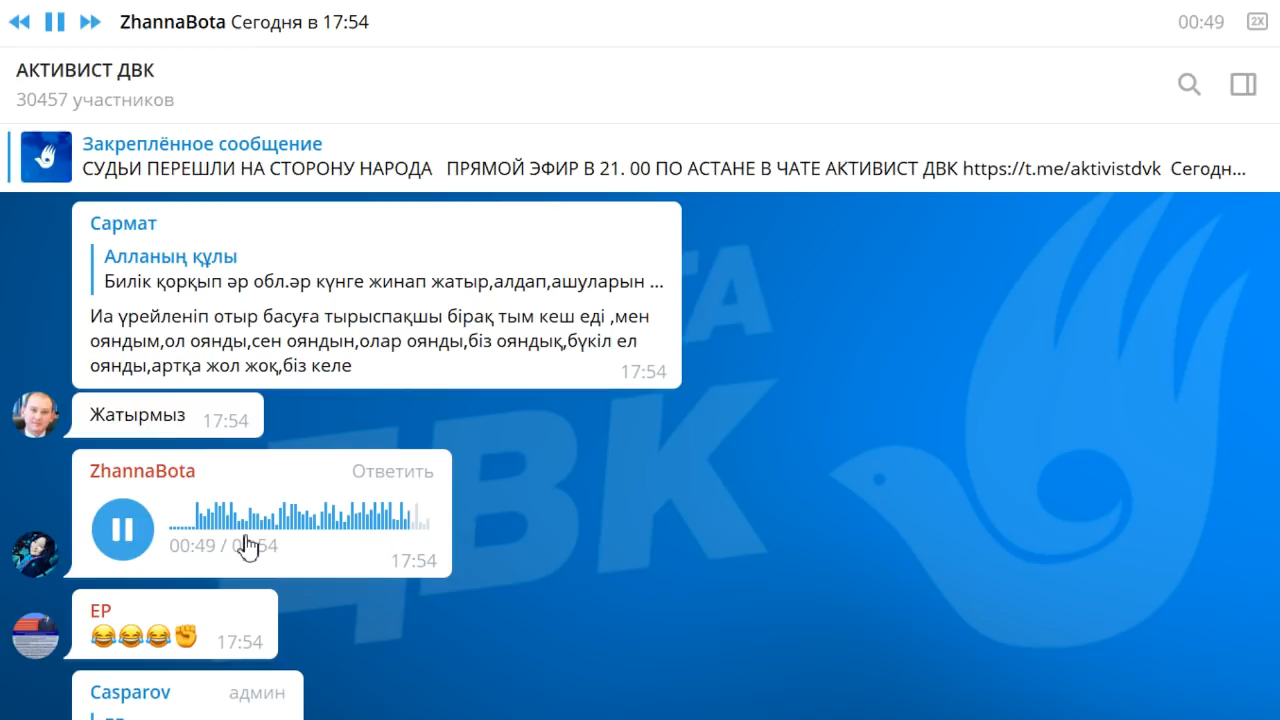 ZhannaBota Сегодня в 17:54
00:49
2X
АКТИВИСТ ДВК
30457 участников
Закреплённое сообщение
СУДЬИ ПЕРЕШЛИ НА СТОРОНУ НАРОДА ПРЯМОЙ ЭФИР В 21. 00 ПО АСТАНЕ В ЧАТЕ АКТИВИСТ ДВК https://t.me/aktivistdvk Сегодн...
Сармат
Алланың құлы
Билік қорқып әр обл.әр күнге жинап жатыр,алдап,ашуларын ...
Иа үрейленіп отыр басуға тырыспақшы бірақ тым кеш еді ,мен
ояндым,ол оянды,сен ояндын,олар оянды,біз ояндық,бүкіл ел
оянды,артқа жол жоқ,біз келе
17:54
Жатырмыз 17:54
ZhannaBota Ответить
00:49 /
17:54
ЕР
😂😂😂✊ 17:54
Casparov админ
ДВК